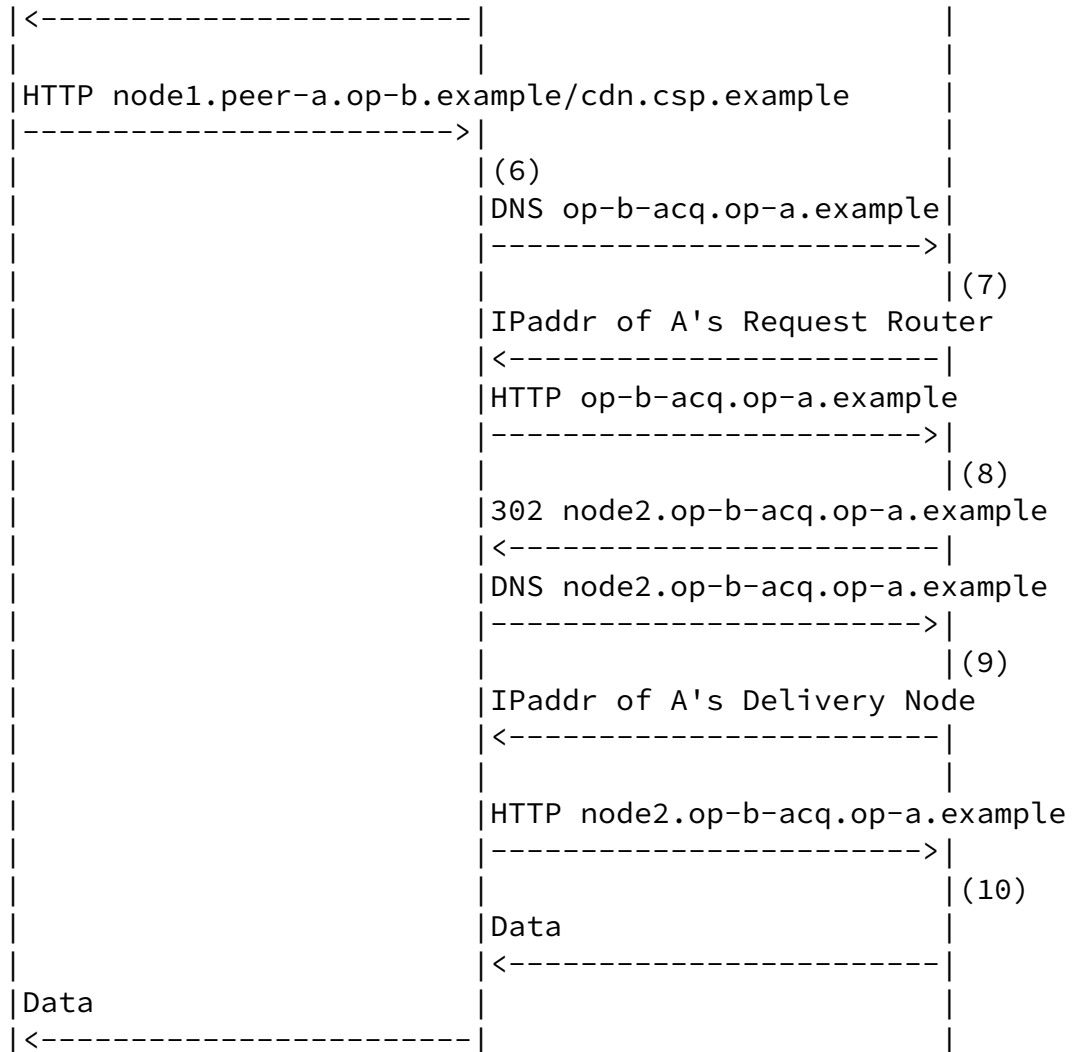 |<------------------------|                         |
|                         |                         |
|HTTP node1.peer-a.op-b.example/cdn.csp.example     |
|------------------------>|                         |
|                         |(6)                      |
|                         |DNS op-b-acq.op-a.example|
|                         |------------------------>|
|                         |                         |(7)
|                         |IPaddr of A's Request Router
|                         |<------------------------|
|                         |HTTP op-b-acq.op-a.example
|                         |------------------------>|
|                         |                         |(8)
|                         |302 node2.op-b-acq.op-a.example
|                         |<------------------------|
|                         |DNS node2.op-b-acq.op-a.example
|                         |------------------------>|
|                         |                         |(9)
|                         |IPaddr of A's Delivery Node
|                         |<------------------------|
|                         |                         |
|                         |HTTP node2.op-b-acq.op-a.example
|                         |------------------------>|
|                         |                         |(10)
|                         |Data                     |
|                         |<------------------------|
|Data                     |                         |
|<------------------------|                         |